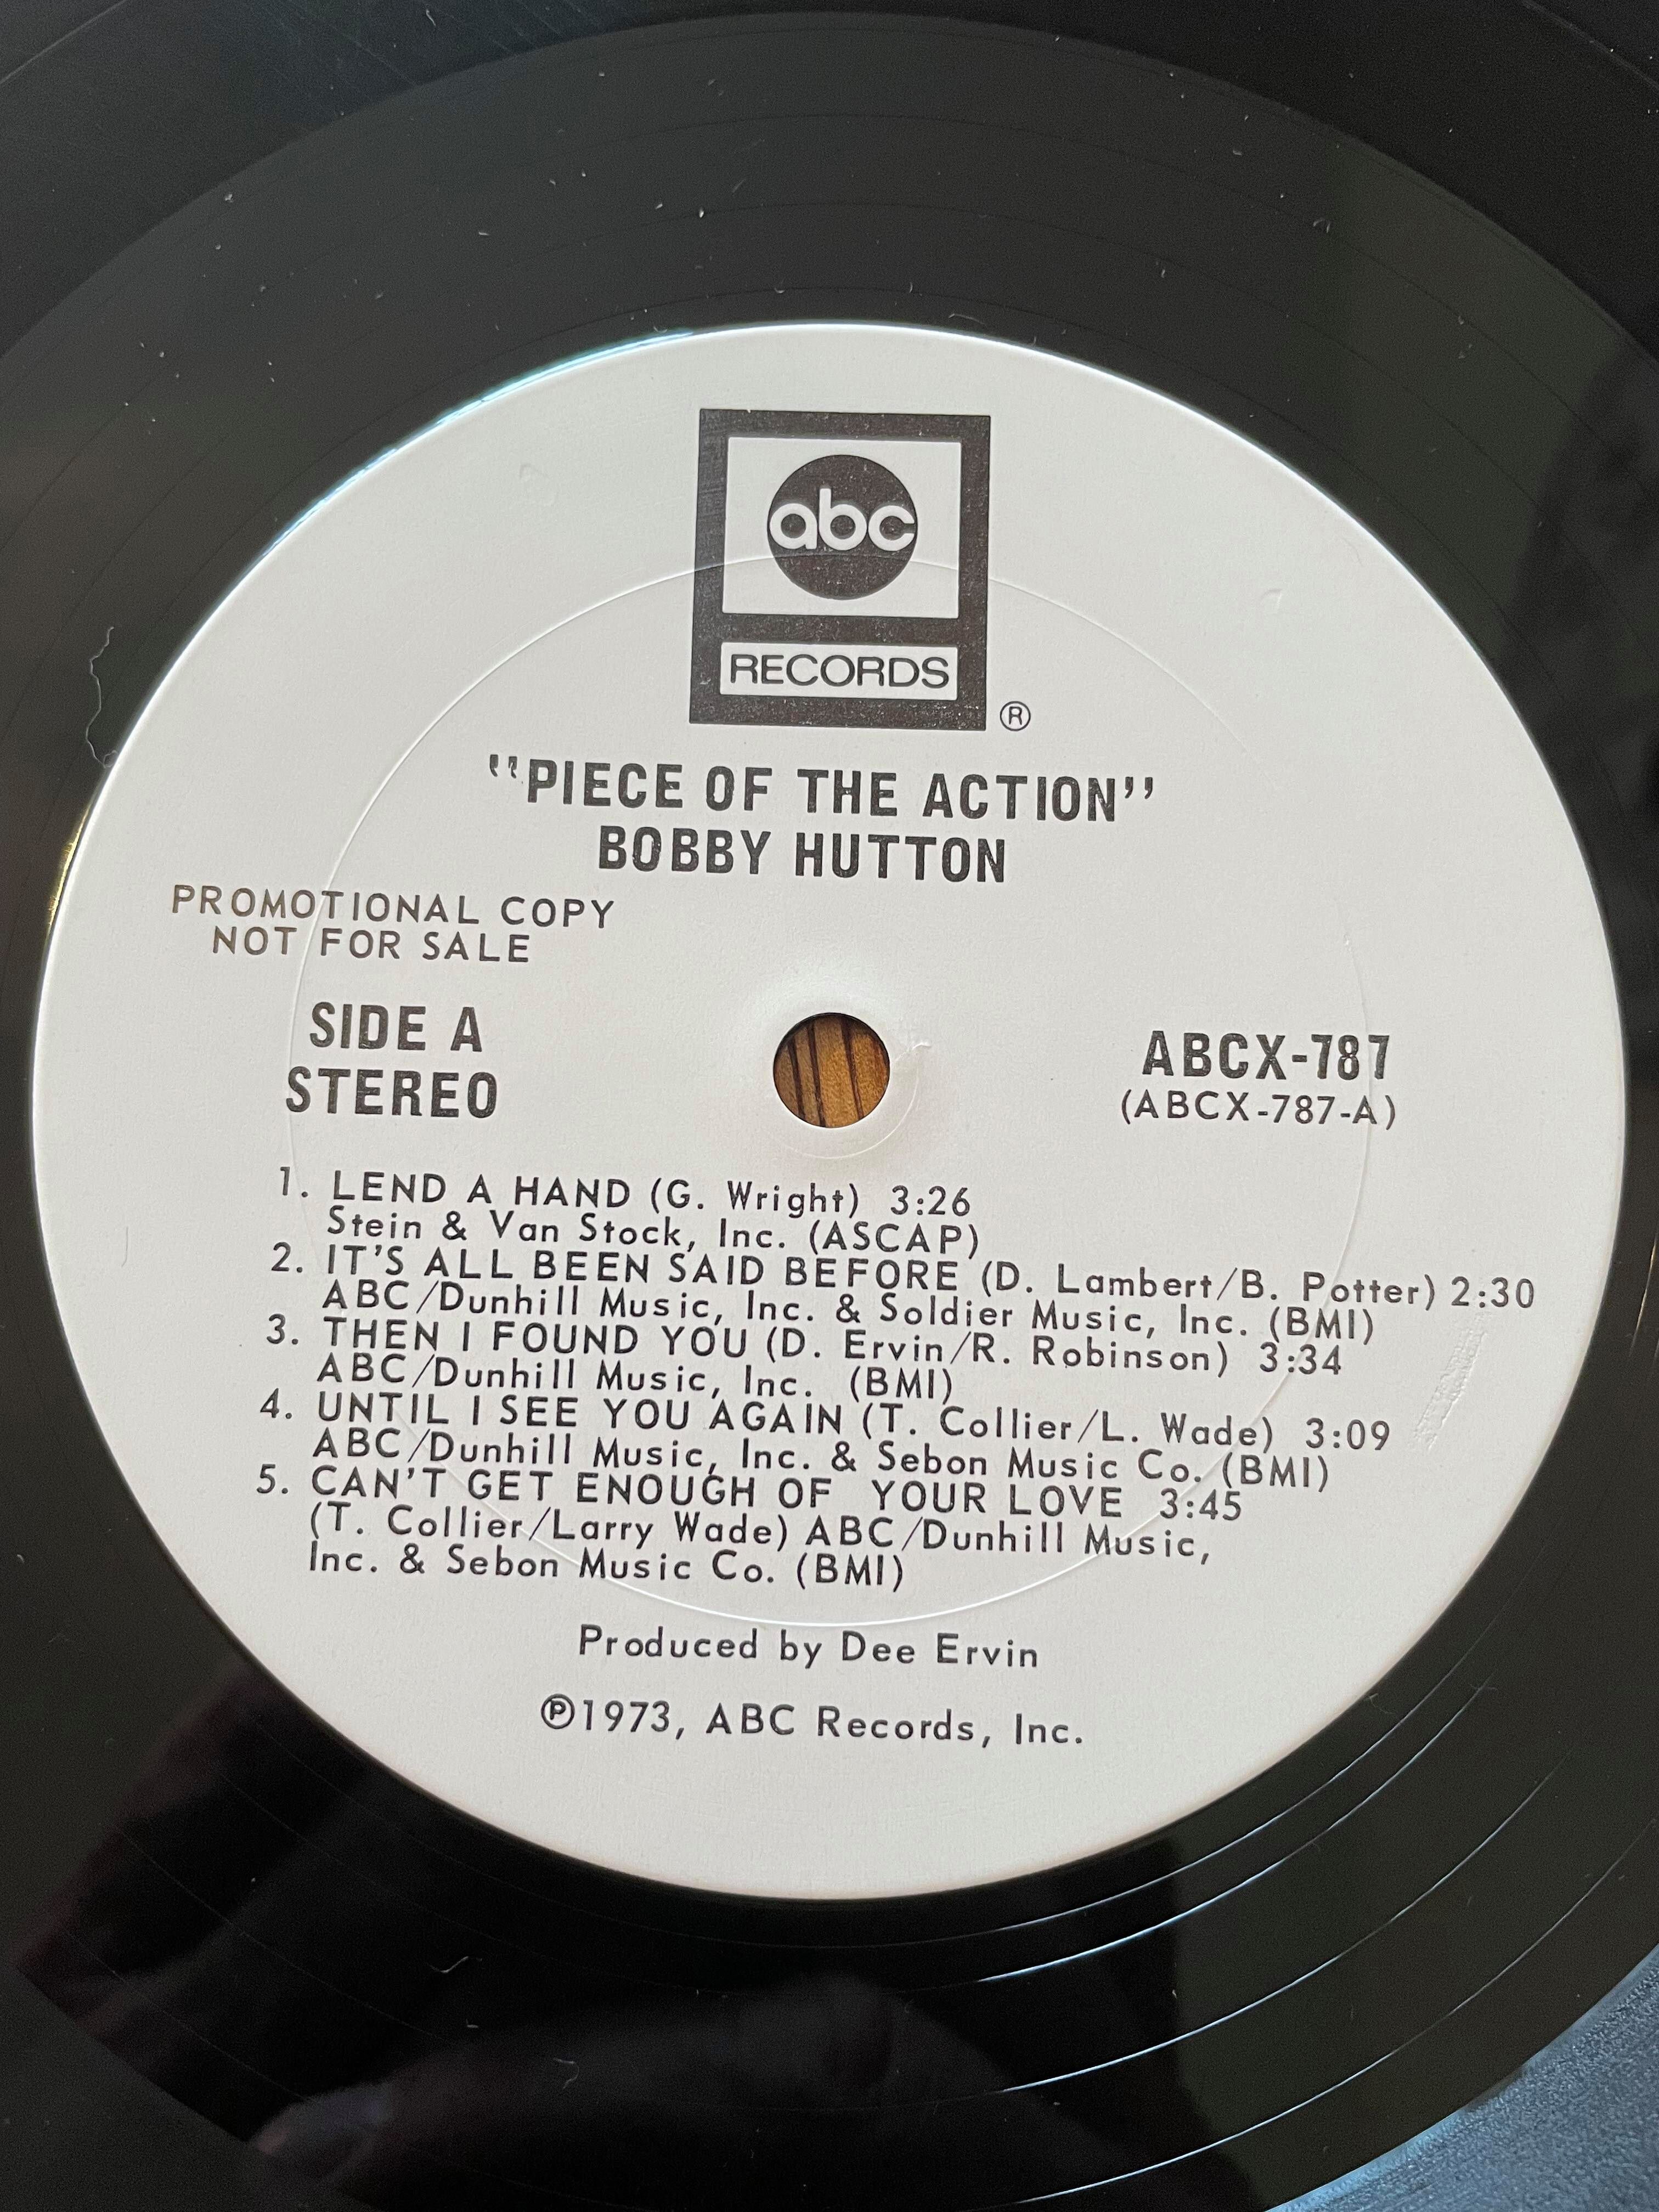 abc
RECORDS
®
"PIECE OF THE ACTION"
BOBBY HUTTON
PROMOTIONAL COPY
NOT FOR SALE
SIDE A
STEREO
ABCX-787
(ABCX-787-A)
1. LEND A HAND (G. Wright) 3:26
Stein & Van Stock, Inc. (ASCAP)
2. IT'S ALL BEEN SAID BEFORE (D. Lambert/B. Potter) 2:30
ABC/Dunhill Music, Inc. & Soldier Music, Inc. (BMI)
3. THEN I FOUND YOU (D. Ervin/R. Robinson) 3:34
ABC/Dunhill Music, Inc. (BMI)
4. UNTIL I SEE YOU AGAIN (T. Collier/L. Wade) 3:09
ABC/Dunhill Music, Inc. & Sebon Music Co. (BMI)
5. CAN'T GET ENOUGH OF YOUR LOVE 3:45
(T. Collier/Larry Wade) ABC/Dunhill Music,
Inc. & Sebon Music Co. (BMI)
Produced by Dee Ervin
℗1973, ABC Records, Inc.